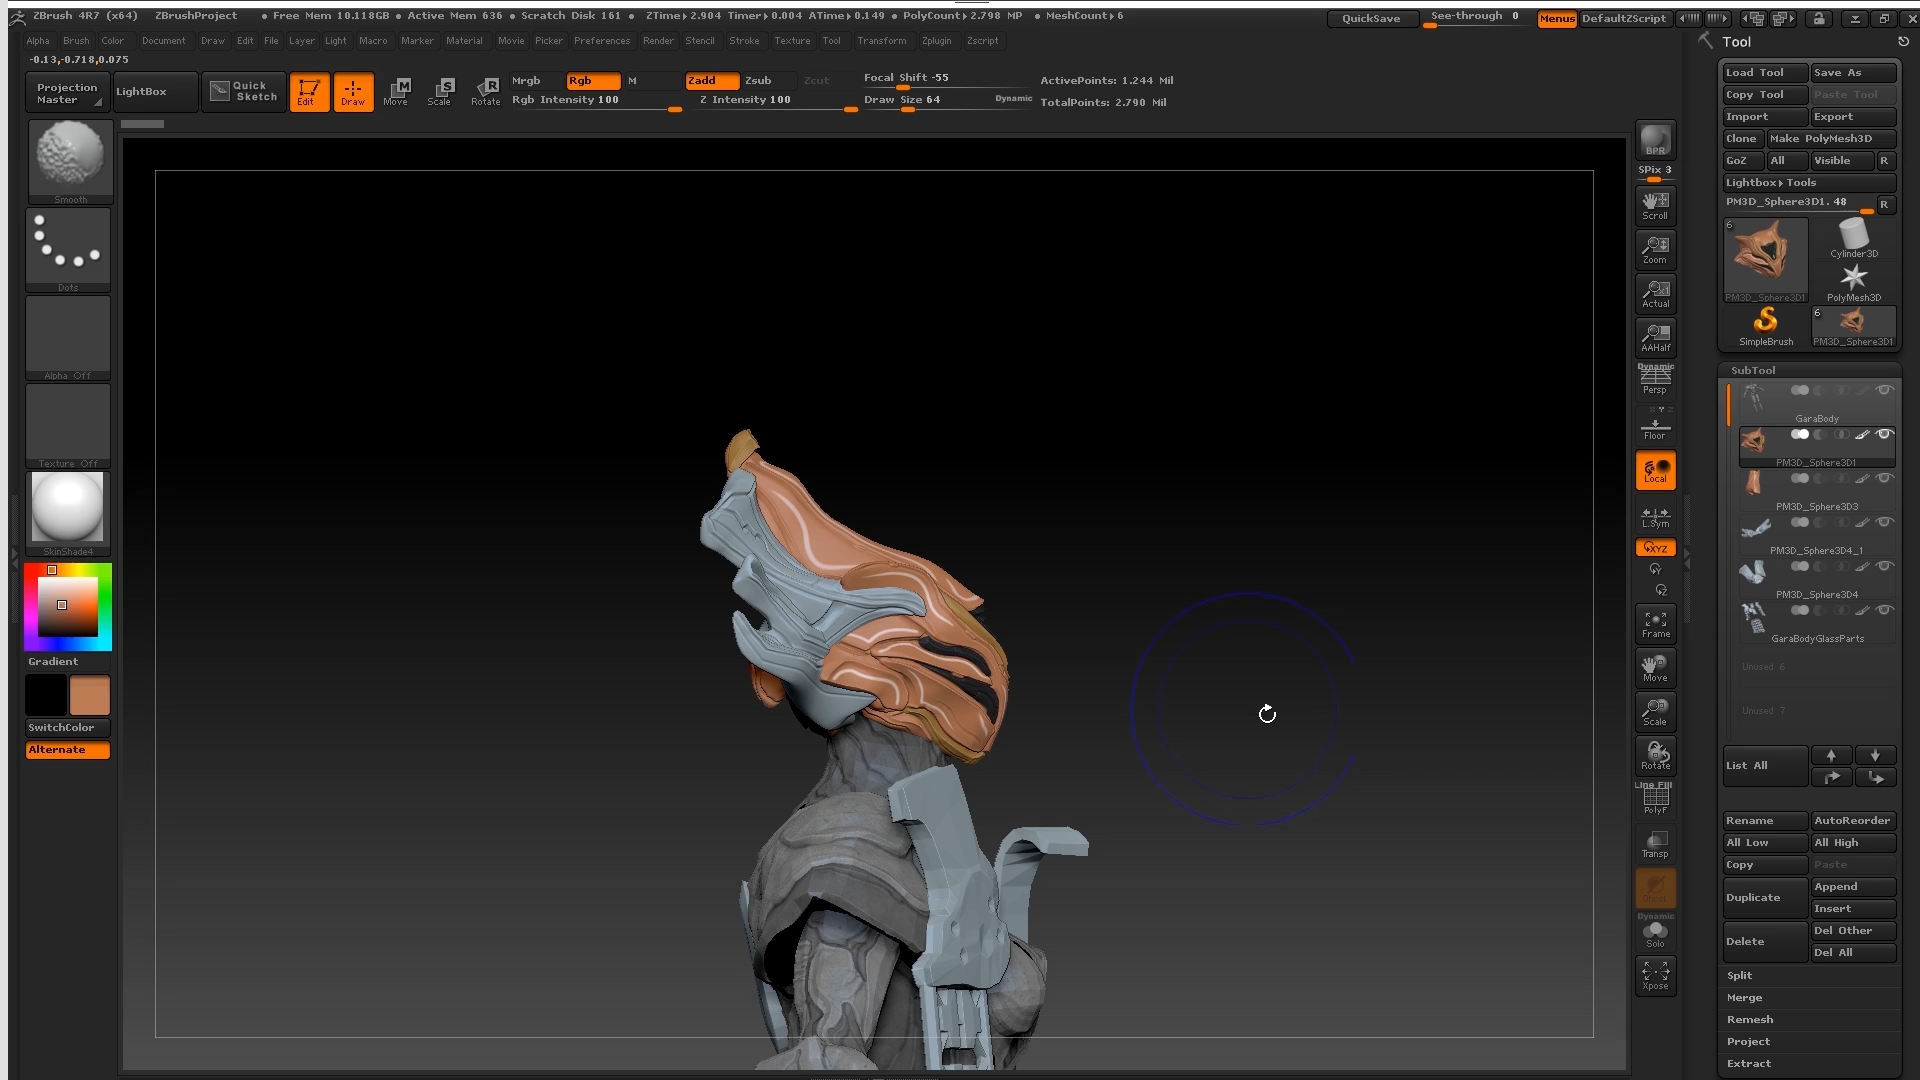 ZBrush 4R7 (x64) ZBrushProject • Free Mem 10.118GB • Active Mem 636 • Scratch Disk 161 • ZTime▸2.904 Timer▸0.004 ATime▸0.149 • PolyCount▸2.798 MP • MeshCount▸6
QuickSave See-through 0 Menus DefaultZScript
Alpha Brush Color Document Draw Edit File Layer Light Macro Marker Material Movie Picker Preferences Render Stencil Stroke Texture Tool Transform Zplugin Zscript
-0.13,-0.718,0.075
Projection Master
LightBox
Quick Sketch
Edit
Draw
Move
Scale
Rotate
Mrgb Rgb M
Rgb Intensity 100
Zadd Zsub Zcut
Z Intensity 100
Focal Shift -55
Draw Size 64 Dynamic
ActivePoints: 1.244 Mil
TotalPoints: 2.790 Mil
Smooth
Dots
Alpha Off
Texture Off
SkinShade4
Gradient
SwitchColor
Alternate
BPR
SPix 3
Scroll
Zoom
Actual
AAHalf
Dynamic
Persp
Floor
Local
L.Sym
XYZ
Frame
Move
Scale
Rotate
Line Fill
PolyF
Transp
Ghost
Dynamic
Solo
Xpose
Tool
Load Tool Save As
Copy Tool Paste Tool
Import Export
Clone Make PolyMesh3D
GoZ All Visible R
Lightbox▸Tools
PM3D_Sphere3D1. 48 R
6
PM3D_Sphere3D1
Cylinder3D
PolyMesh3D
SimpleBrush
6
PM3D_Sphere3D1
SubTool
GaraBody
PM3D_Sphere3D1
PM3D_Sphere3D3
PM3D_Sphere3D4_1
PM3D_Sphere3D4
GaraBodyGlassParts
Unused 6
Unused 7
List All
Rename AutoReorder
All Low All High
Copy Paste
Duplicate Append
Insert
Delete Del Other
Del All
Split
Merge
Remesh
Project
Extract